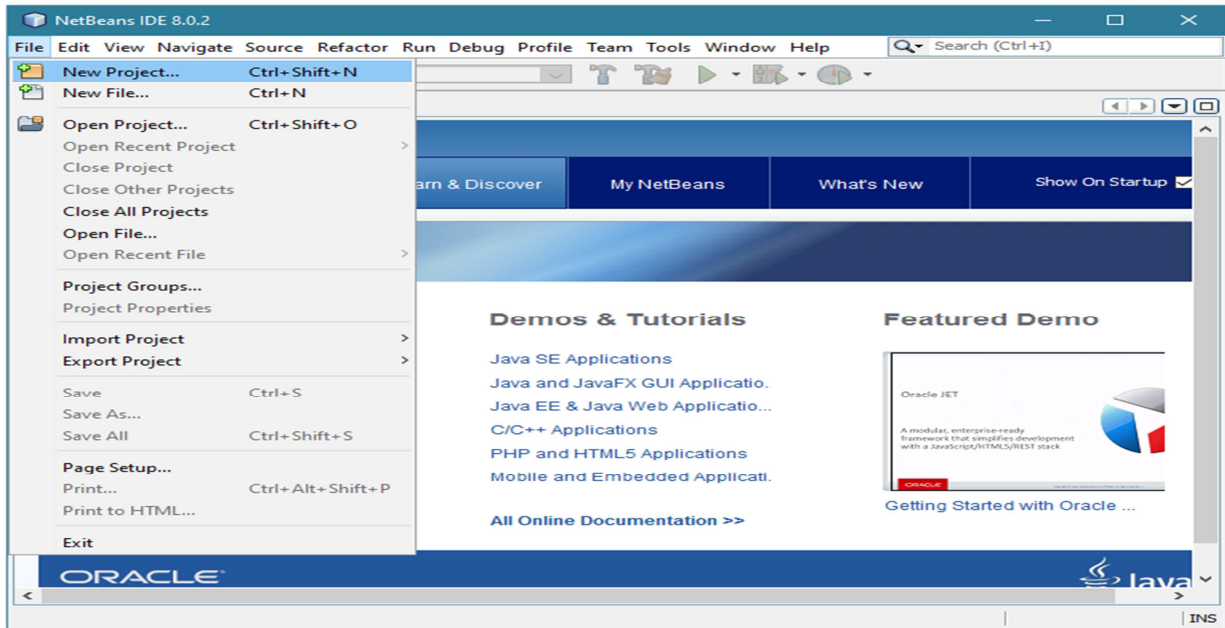 NetBeans IDE 8.0.2
File Edit View Navigate Source Refactor Run Debug Profile Team Tools Window Help
Search (Ctrl+I)
New Project... Ctrl+Shift+N
New File... Ctrl+N
Open Project... Ctrl+Shift+O
Open Recent Project
Close Project
Close Other Projects
Close All Projects
Open File...
Open Recent File
Project Groups...
Project Properties
Import Project
Export Project
Save Ctrl+S
Save As...
Save All Ctrl+Shift+S
Page Setup...
Print... Ctrl+Alt+Shift+P
Print to HTML...
Exit
arn & Discover
My NetBeans
What's New
Show On Startup
Demos & Tutorials
Java SE Applications
Java and JavaFX GUI Applicatio.
Java EE & Java Web Applicatio...
C/C++ Applications
PHP and HTML5 Applications
Mobile and Embedded Applicati.
All Online Documentation >>
Featured Demo
Oracle JET
A modular, enterprise-ready
framework that simplifies development
with a JavaScript/HTML5/REST stack
ORACLE
Getting Started with Oracle ...
ORACLE
Java
INS